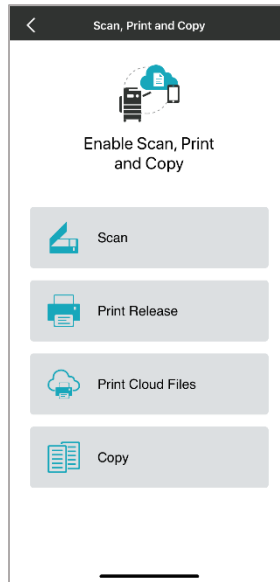 Scan, Print and Copy
Enable Scan, Print
and Copy
Scan
Print Release
Print Cloud Files
Copy